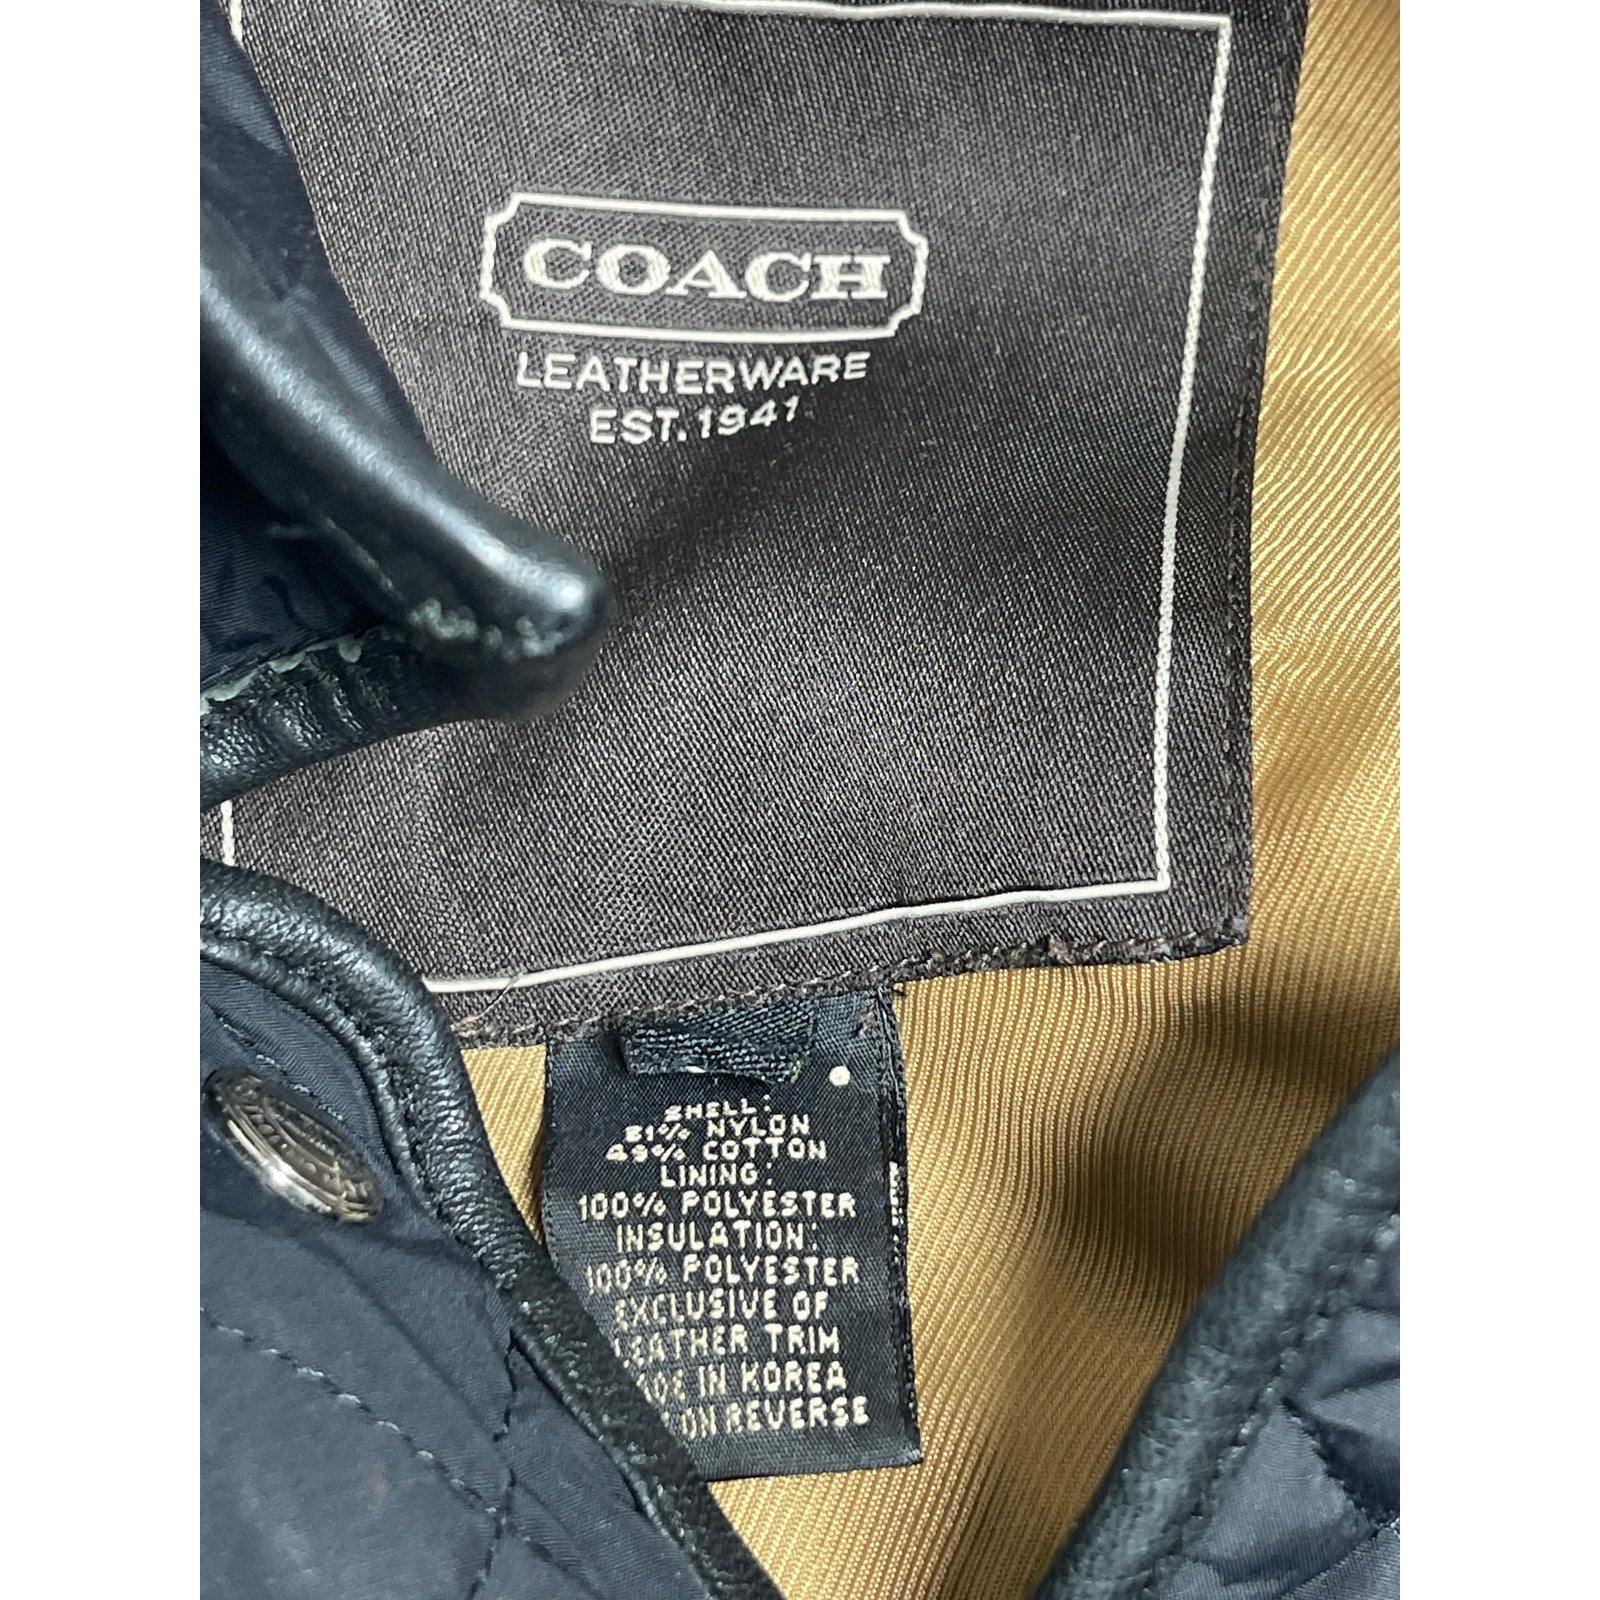 COACH
LEATHERWARE
EST. 1941
SHELL:
51% NYLON
49% COTTON
LINING:
100% POLYESTER
INSULATION:
100% POLYESTER
EXCLUSIVE OF
LEATHER TRIM
IN KOREA
ON REVERSE